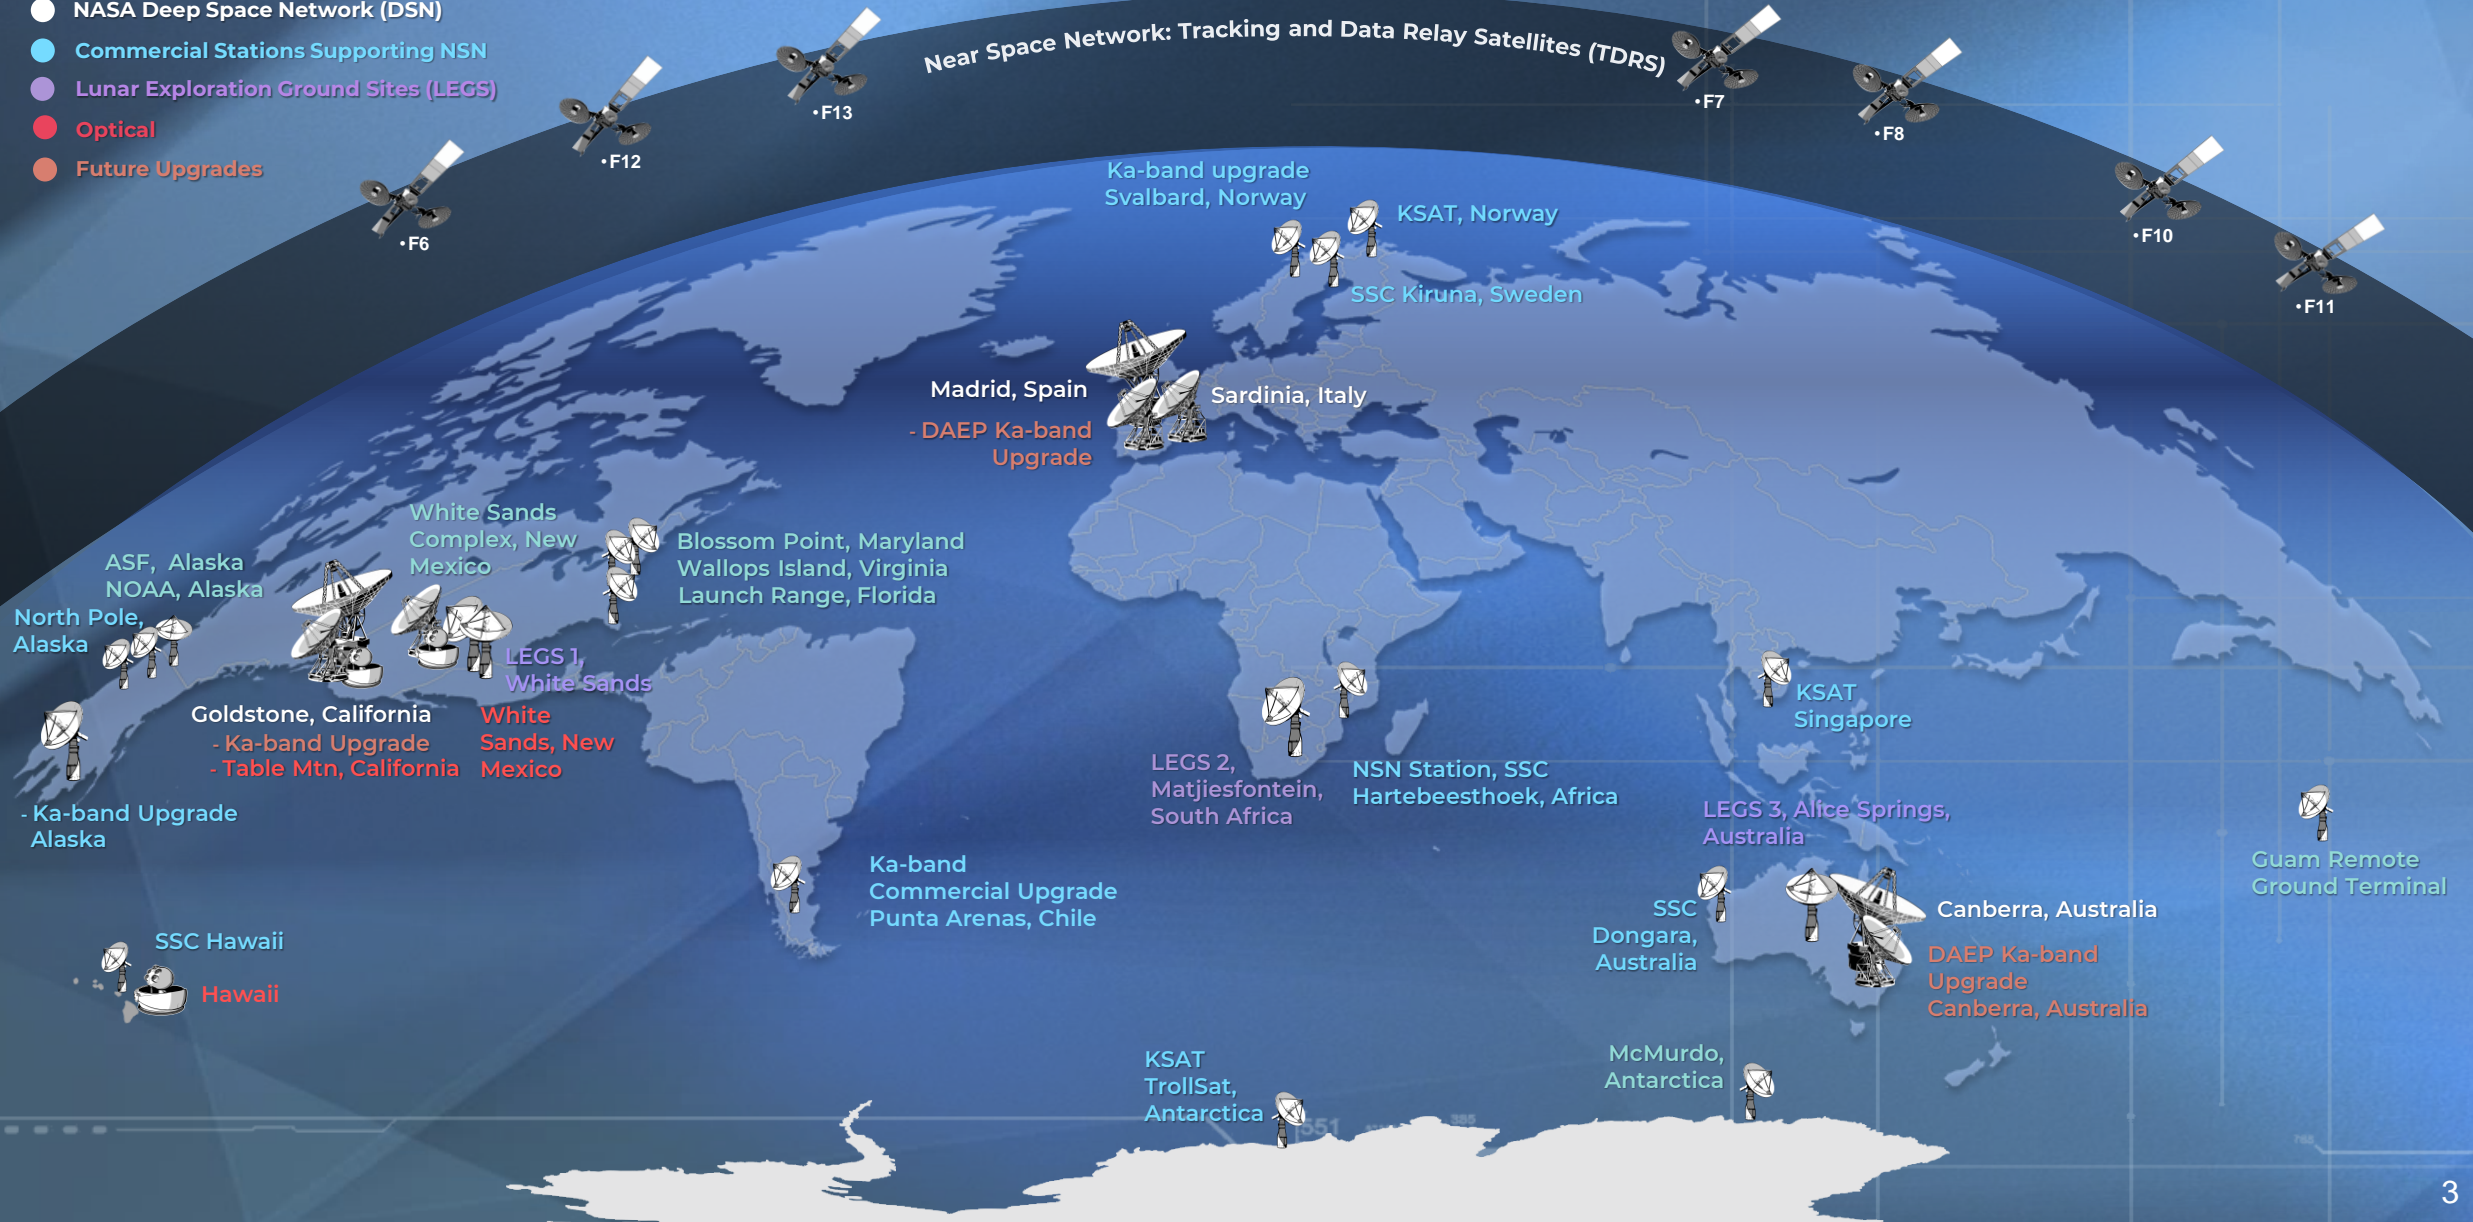 NASA Deep Space Network (DSN)
Commercial Stations Supporting NSN
Lunar Exploration Ground Sites (LEGS)
Optical
Future Upgrades
Near Space Network: Tracking and Data Relay Satellites (TDRS)
•F6
•F12
•F13
•F7
•F8
•F10
•F11
Ka-band upgrade
Svalbard, Norway
KSAT, Norway
SSC Kiruna, Sweden
Madrid, Spain
- DAEP Ka-band
Upgrade
Sardinia, Italy
White Sands
Complex, New
Mexico
ASF, Alaska
NOAA, Alaska
North Pole,
Alaska
Blossom Point, Maryland
Wallops Island, Virginia
Launch Range, Florida
LEGS 1,
White Sands
Goldstone, California
- Ka-band Upgrade
- Table Mtn, California
White
Sands, New
Mexico
- Ka-band Upgrade
Alaska
KSAT
Singapore
LEGS 2,
Matjiesfontein,
South Africa
NSN Station, SSC
Hartebeesthoek, Africa
LEGS 3, Alice Springs,
Australia
Ka-band
Commercial Upgrade
Punta Arenas, Chile
Guam Remote
Ground Terminal
SSC
Dongara,
Australia
Canberra, Australia
DAEP Ka-band
Upgrade
Canberra, Australia
SSC Hawaii
Hawaii
KSAT
TrollSat,
Antarctica
McMurdo,
Antarctica
551
3